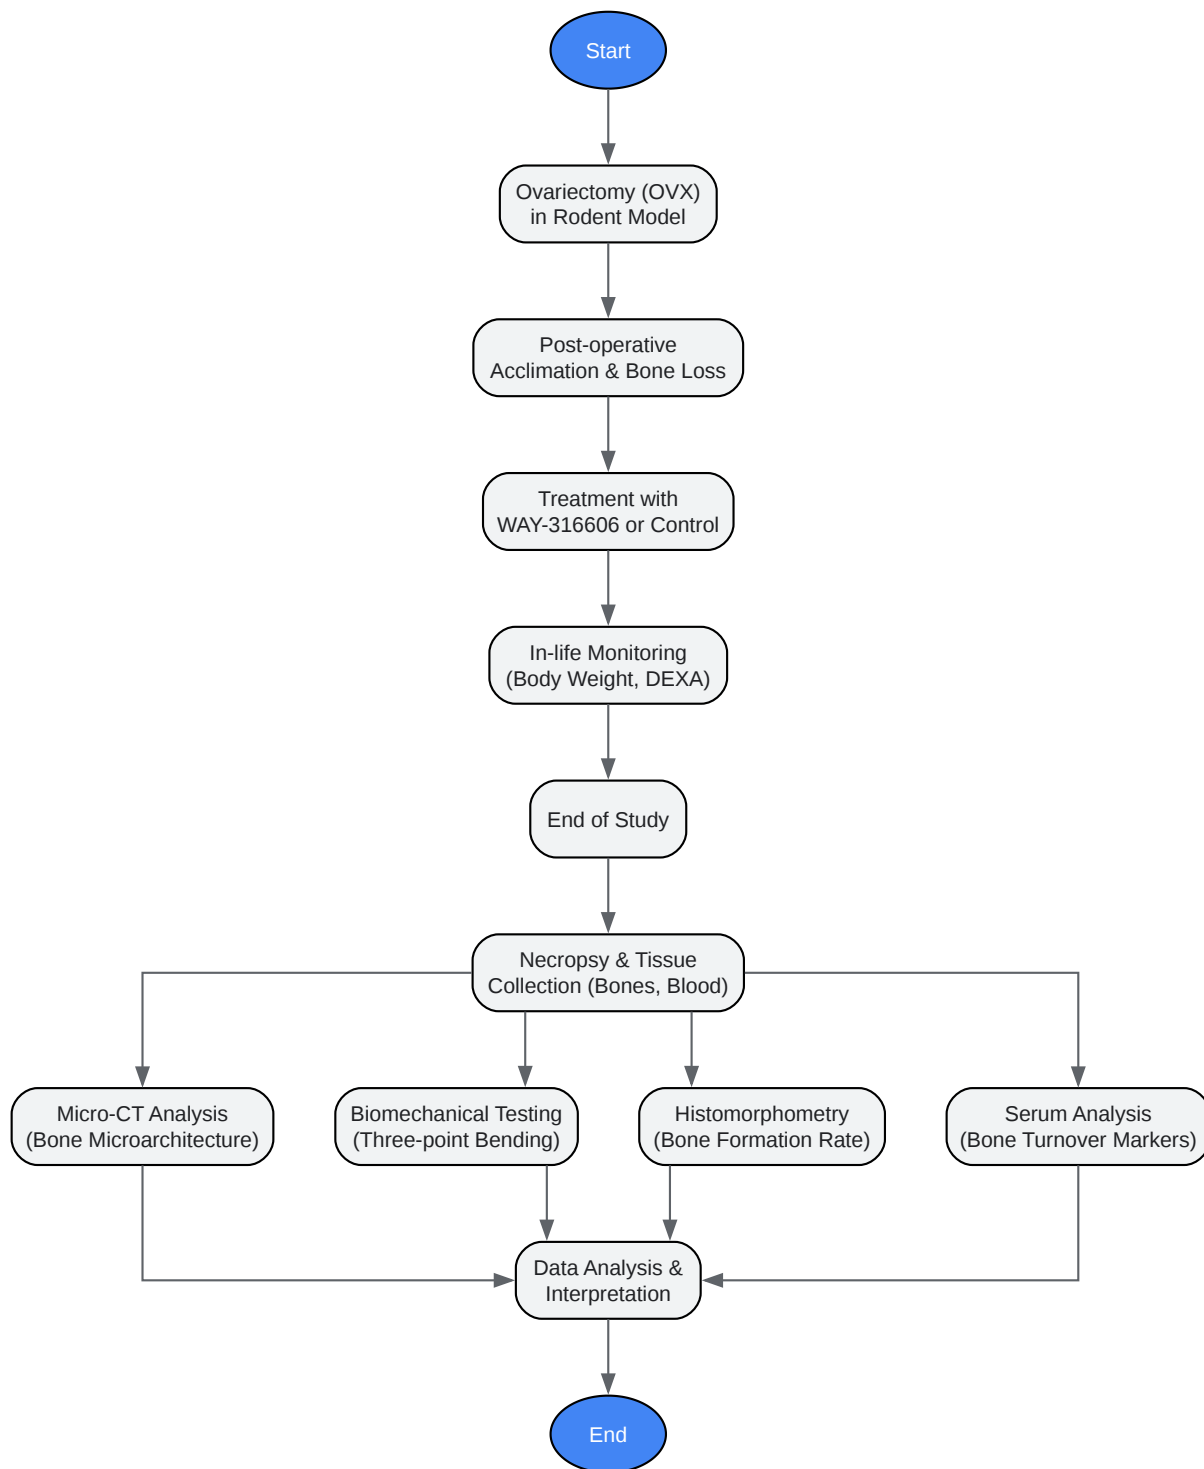 Start
Ovariectomy (OVX)
in Rodent Model
Post-operative
Acclimation & Bone Loss
Treatment with
WAY-316606 or Control
In-life Monitoring
(Body Weight, DEXA)
End of Study
Necropsy & Tissue
Collection (Bones, Blood)
Micro-CT Analysis
(Bone Microarchitecture)
Biomechanical Testing
(Three-point Bending)
Histomorphometry
(Bone Formation Rate)
Serum Analysis
(Bone Turnover Markers)
Data Analysis &
Interpretation
End